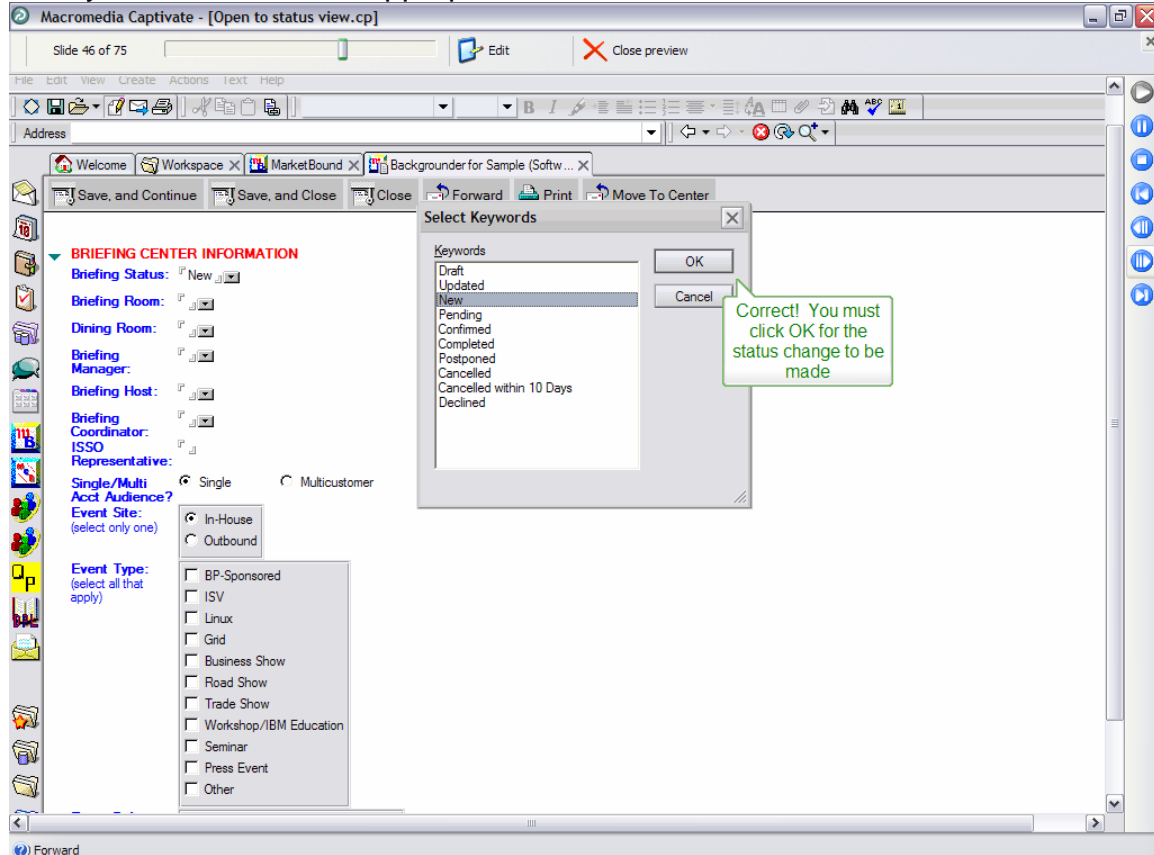 Macromedia Captivate - [Open to status view.cp]
Slide 46 of 75
Edit
Close preview
File Edit View Create Actions Text Help
B I
Address
Welcome
Workspace
MarketBound
Backgrounder for Sample (Softw ...
Save, and Continue
Save, and Close
Close
Forward
Print
Move To Center
BRIEFING CENTER INFORMATION
Briefing Status: New
Briefing Room:
Dining Room:
Briefing
Manager:
Briefing Host:
Briefing
Coordinator:
ISSO
Representative:
Single/Multi
Acct Audience?
Single
Multicustomer
Event Site:
(select only one)
In-House
Outbound
Event Type:
(select all that
apply)
BP-Sponsored
ISV
Linux
Grid
Business Show
Road Show
Trade Show
Workshop/IBM Education
Seminar
Press Event
Other
Select Keywords
Keywords
Draft
Updated
New
Pending
Confirmed
Completed
Postponed
Cancelled
Cancelled within 10 Days
Declined
OK
Cancel
Correct! You must
click OK for the
status change to be
made
Forward